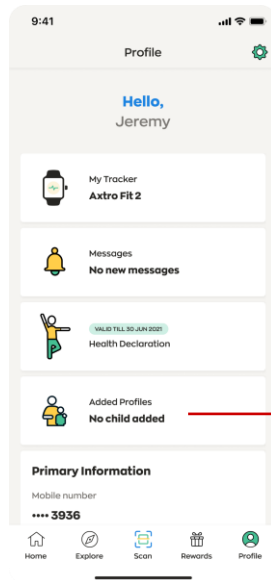 9:41
Profile
Hello,
Jeremy
My Tracker
Axtro Fit 2
Messages
No new messages
VALID TILL 30 JUN 2021
Health Declaration
Added Profiles
No child added
Primary Information
Mobile number
•••• 3936
Home Explore Scan Rewards Profile